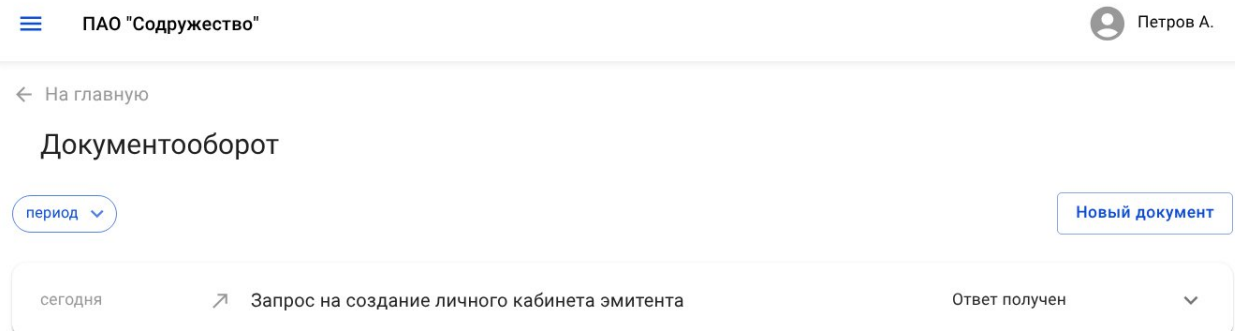 ПАО "Содружество"
Петров А.
На главную
Документооборот
период
Новый документ
сегодня
Запрос на создание личного кабинета эмитента
Ответ получен